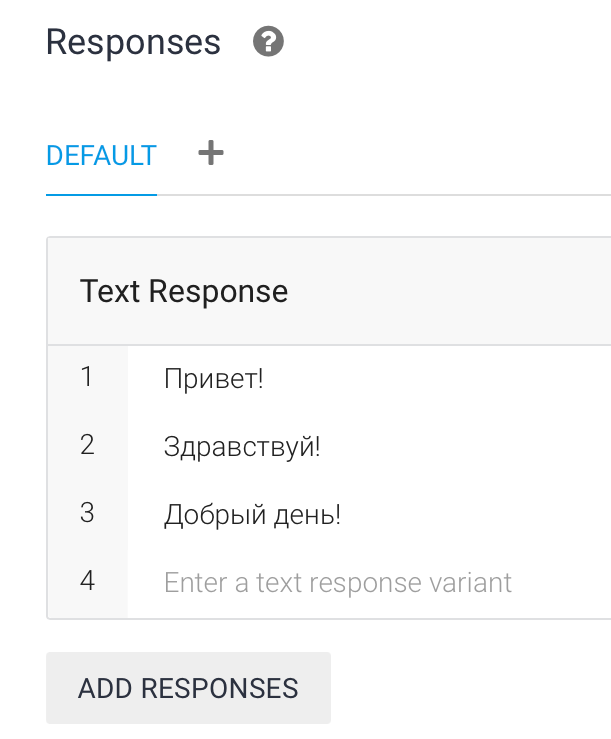 Responses ?
DEFAULT +
Text Response
1 Привет!
2 Здравствуй!
3 Добрый день!
4 Enter a text response variant
ADD RESPONSES